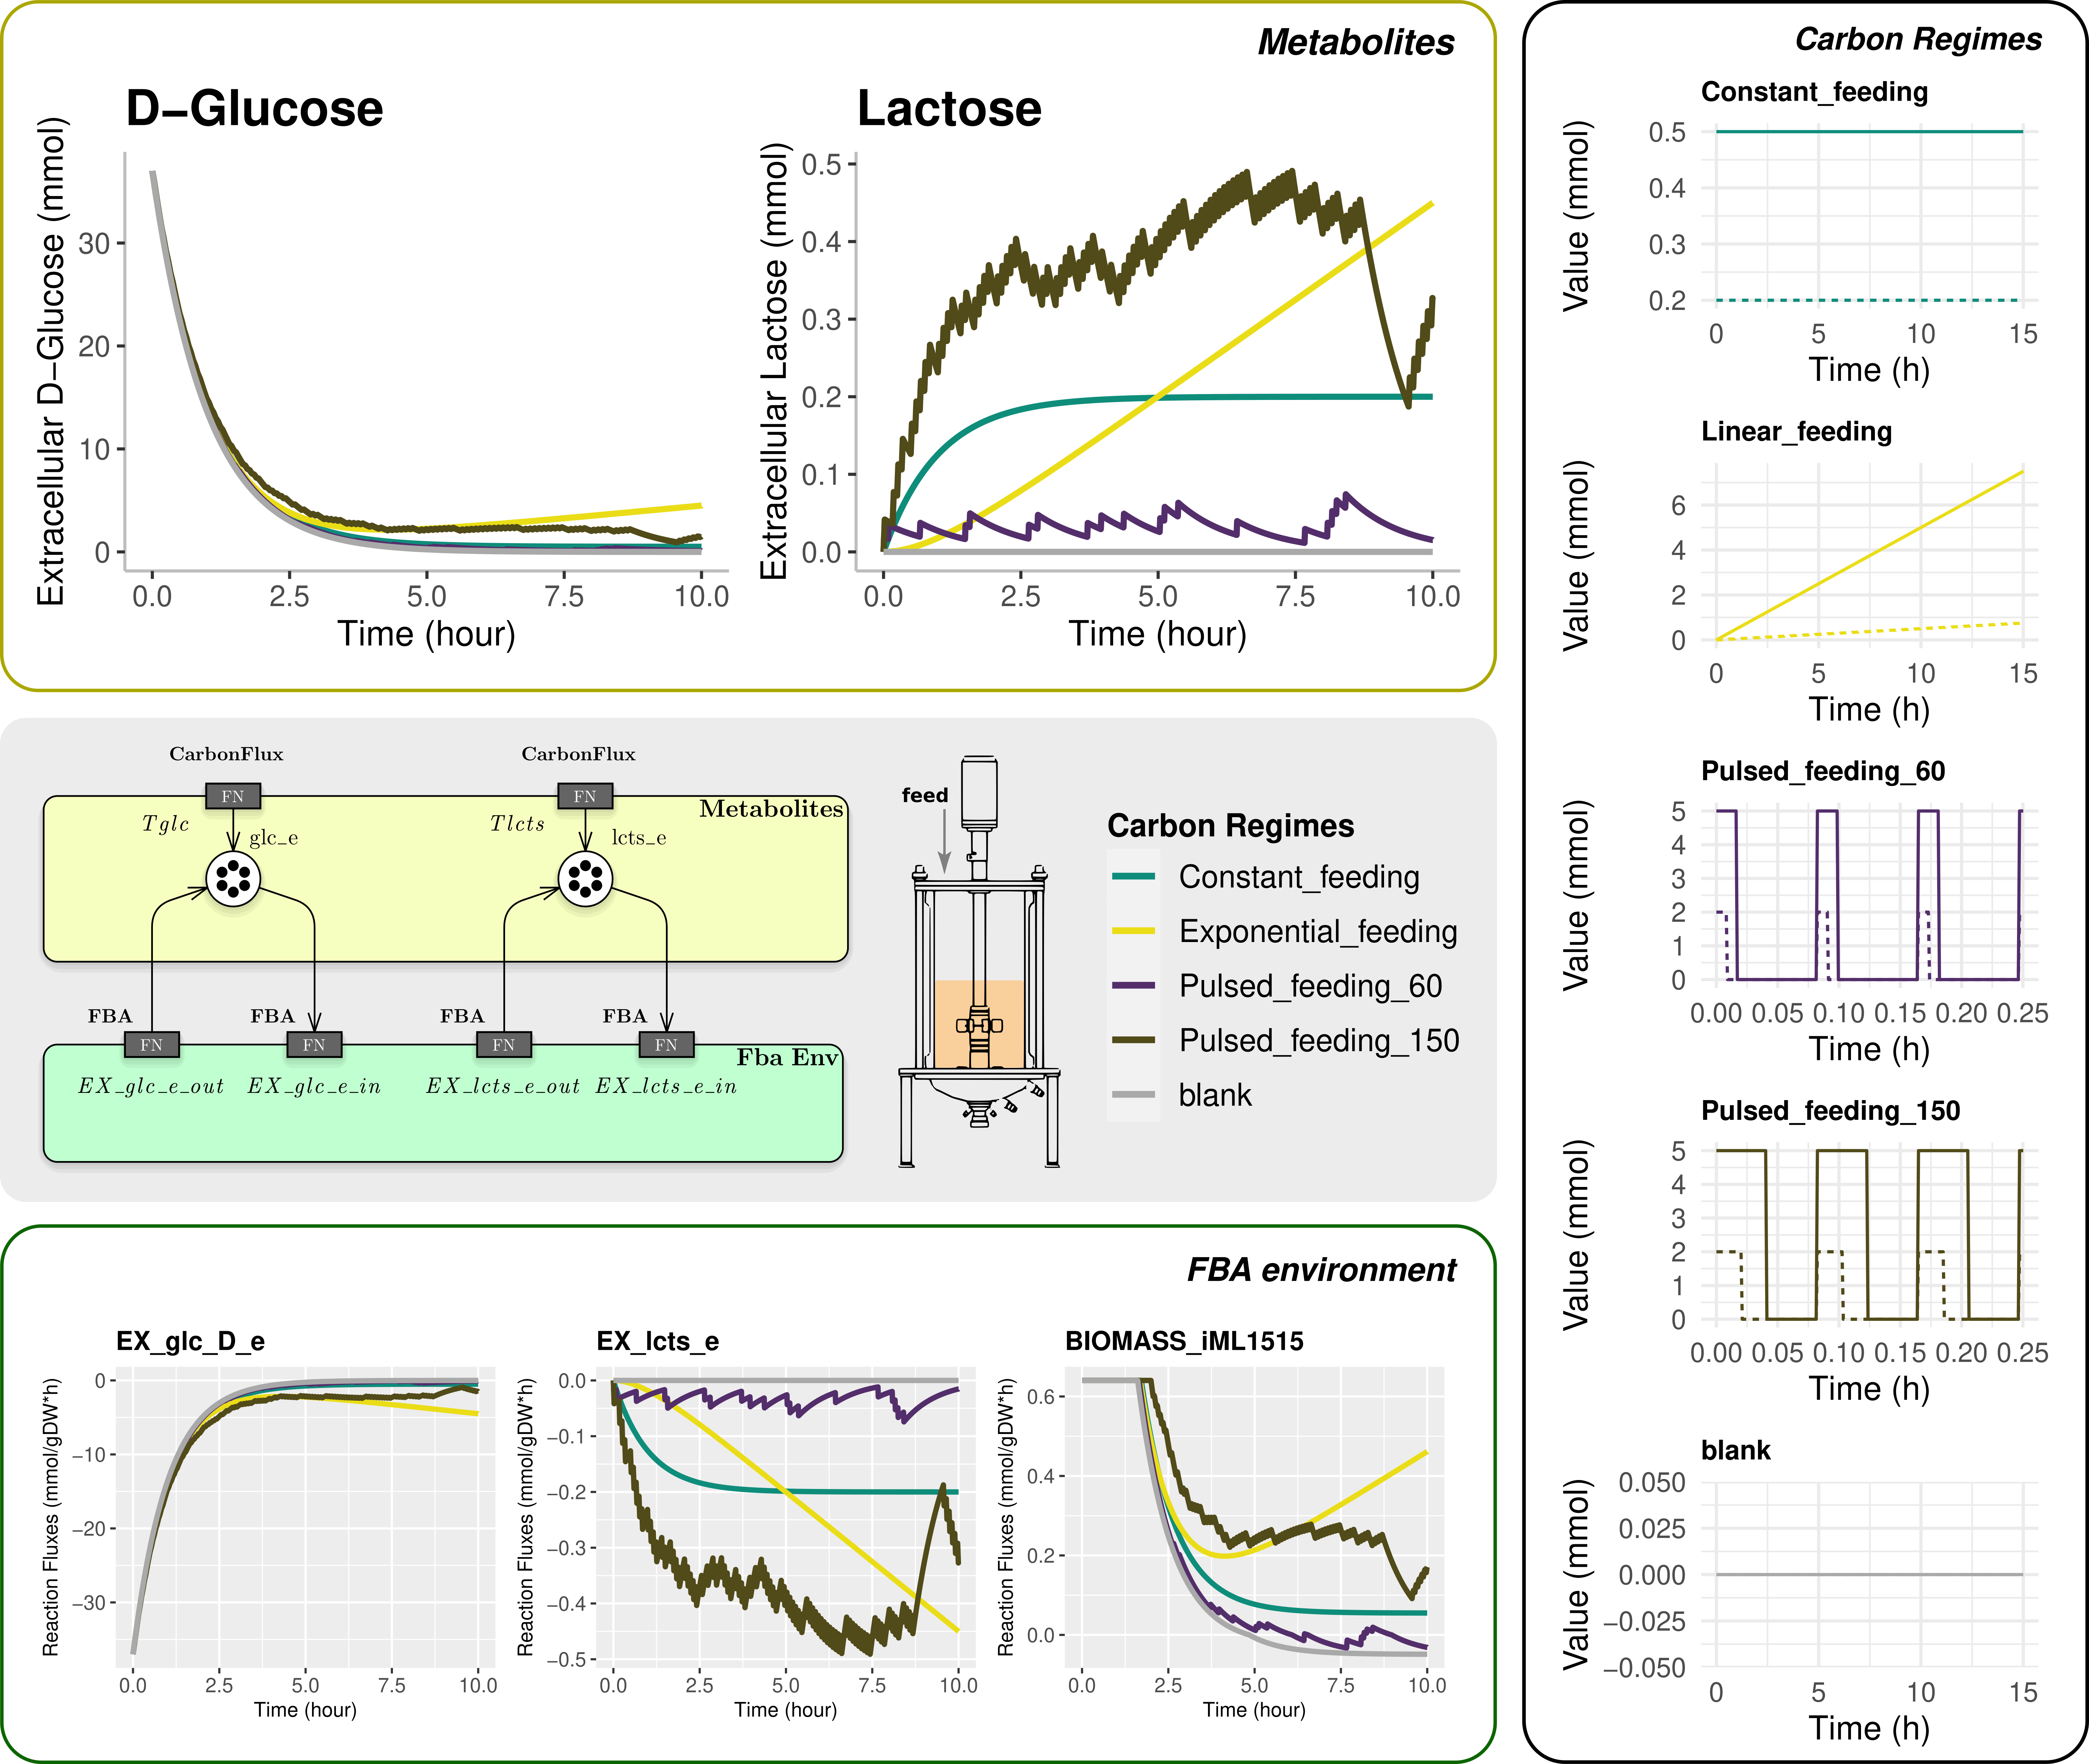 Metabolites
D−Glucose
Extracellular D−Glucose (mmol)
30
20
10
0
0.0 2.5 5.0 7.5 10.0
Time (hour)
Lactose
Extracellular Lactose (mmol)
0.5
0.4
0.3
0.2
0.1
0.0
0.0 2.5 5.0 7.5 10.0
Time (hour)
CarbonFlux CarbonFlux
FN FN
Metabolites
Tglc Tlcts
glc_e lcts_e
FBA FBA FBA FBA
FN FN FN FN
Fba Env
EX_glc_e_out EX_glc_e_in EX_lcts_e_out EX_lcts_e_in
feed
Carbon Regimes
Constant_feeding
Exponential_feeding
Pulsed_feeding_60
Pulsed_feeding_150
blank
FBA environment
EX_glc_D_e
Reaction Fluxes (mmol/gDW*h)
0
−10
−20
−30
0.0 2.5 5.0 7.5 10.0
Time (hour)
EX_lcts_e
Reaction Fluxes (mmol/gDW*h)
0.0
−0.1
−0.2
−0.3
−0.4
−0.5
0.0 2.5 5.0 7.5 10.0
Time (hour)
BIOMASS_iML1515
Reaction Fluxes (mmol/gDW*h)
0.6
0.4
0.2
0.0
0.0 2.5 5.0 7.5 10.0
Time (hour)
Carbon Regimes
Constant_feeding
Value (mmol)
0.5
0.4
0.3
0.2
0 5 10 15
Time (h)
Linear_feeding
Value (mmol)
6
4
2
0
0 5 10 15
Time (h)
Pulsed_feeding_60
Value (mmol)
5
4
3
2
1
0
0.00 0.05 0.10 0.15 0.20 0.25
Time (h)
Pulsed_feeding_150
Value (mmol)
5
4
3
2
1
0
0.00 0.05 0.10 0.15 0.20 0.25
Time (h)
blank
Value (mmol)
0.050
0.025
0.000
−0.025
−0.050
0 5 10 15
Time (h)